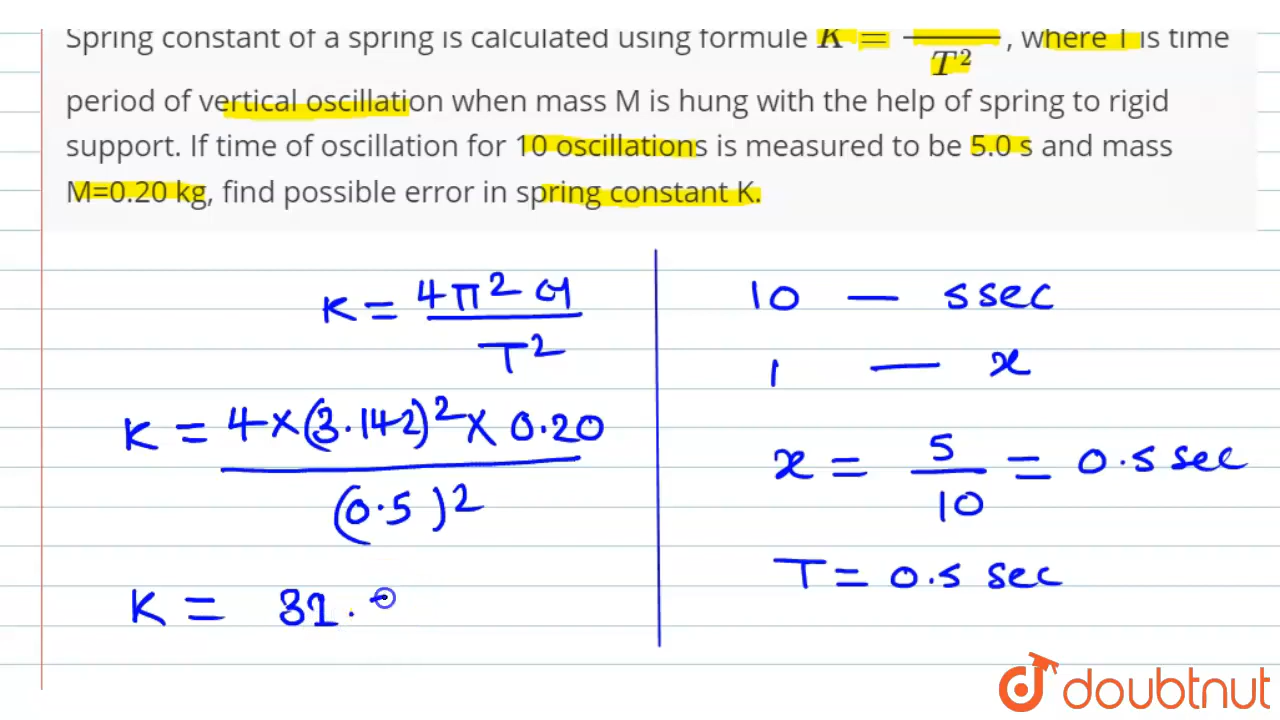 Spring constant of a spring is calculated using formule K = ―― / T², where T is time
period of vertical oscillation when mass M is hung with the help of spring to rigid
support. If time of oscillation for 10 oscillations is measured to be 5.0 s and mass
M=0.20 kg, find possible error in spring constant K.
K = 4π² M / T²
K = 4×(3.142)² × 0.20 / (0.5)²
K = 31.
10 — 5 sec
1 — x
x = 5/10 = 0.5 sec
T = 0.5 sec
doubtnut